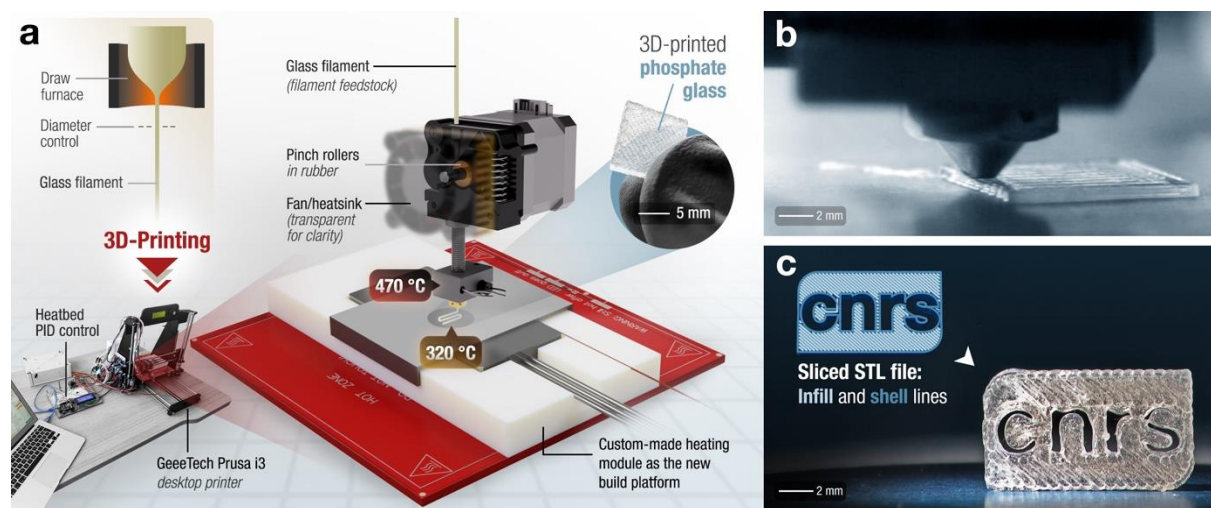 a
Draw
furnace
Diameter
control
Glass filament
3D-Printing
Heatbed
PID control
GeeeTech Prusa i3
desktop printer
Glass filament
(filament feedstock)
Pinch rollers
in rubber
Fan/heatsink
(transparent
for clarity)
470 °C
320 °C
HOT ZONE
WARNING
3D-printed
phosphate
glass
5 mm
Custom-made heating
module as the new
build platform
b
2 mm
c
cnrs
Sliced STL file:
Infill and shell lines
cnrs
2 mm